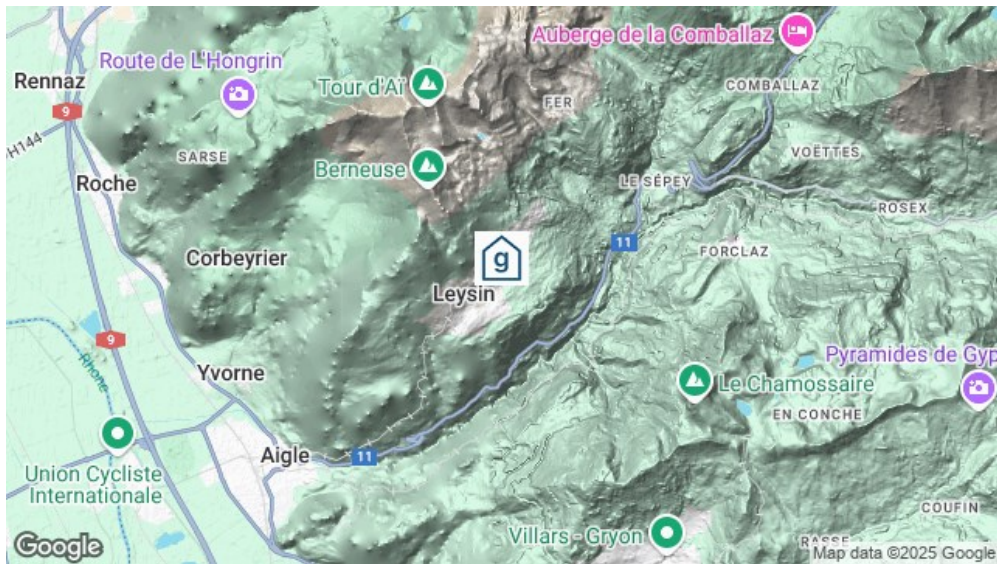 Auberge de la Comballaz
Route de L'Hongrin
Rennaz
Tour d'Aï
COMBALLAZ
FER
9
H144
SARSE
VOËTTES
Berneuse
LE SÉPEY
Roche
ROSEX
11
FORCLAZ
Corbeyrier
g
Leysin
9
Rhone
Pyramides de Gyp
Yvorne
Le Chamossaire
EN CONCHE
Aigle
11
Union Cycliste
Internationale
COUFIN
Villars - Gryon
RASSE
Google
Map data ©2025 Google